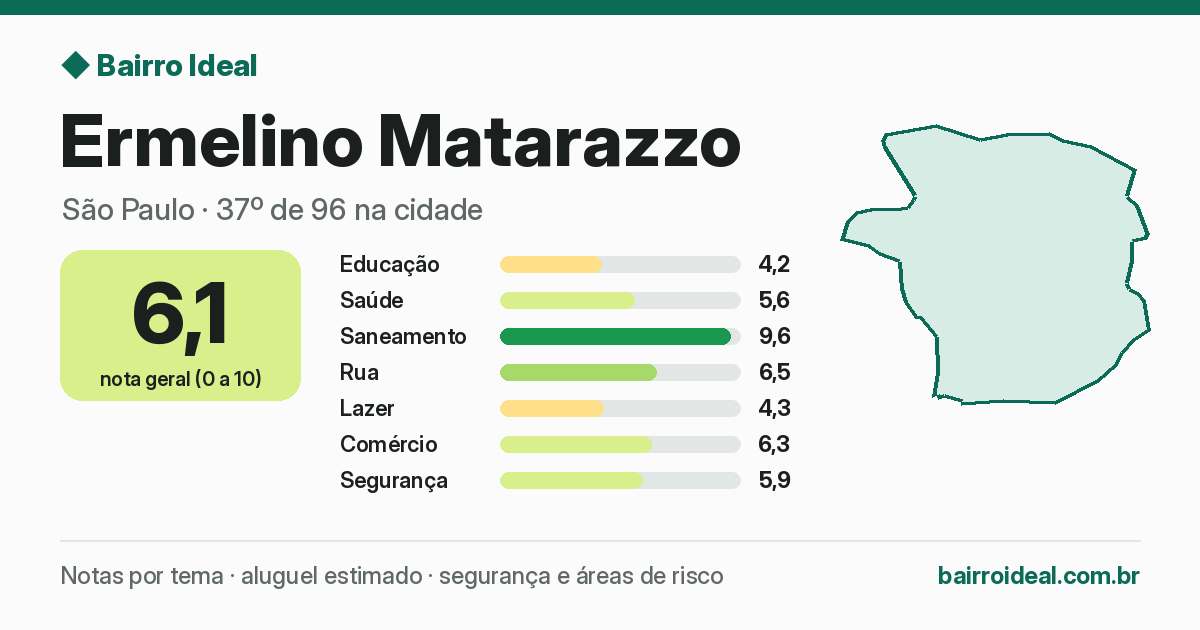 Bairro Ideal
Ermelino Matarazzo
São Paulo · 37º de 96 na cidade
6,1
nota geral (0 a 10)
Educação 4,2
Saúde 5,6
Saneamento 9,6
Rua 6,5
Lazer 4,3
Comércio 6,3
Segurança 5,9
Notas por tema · aluguel estimado · segurança e áreas de risco
bairroideal.com.br